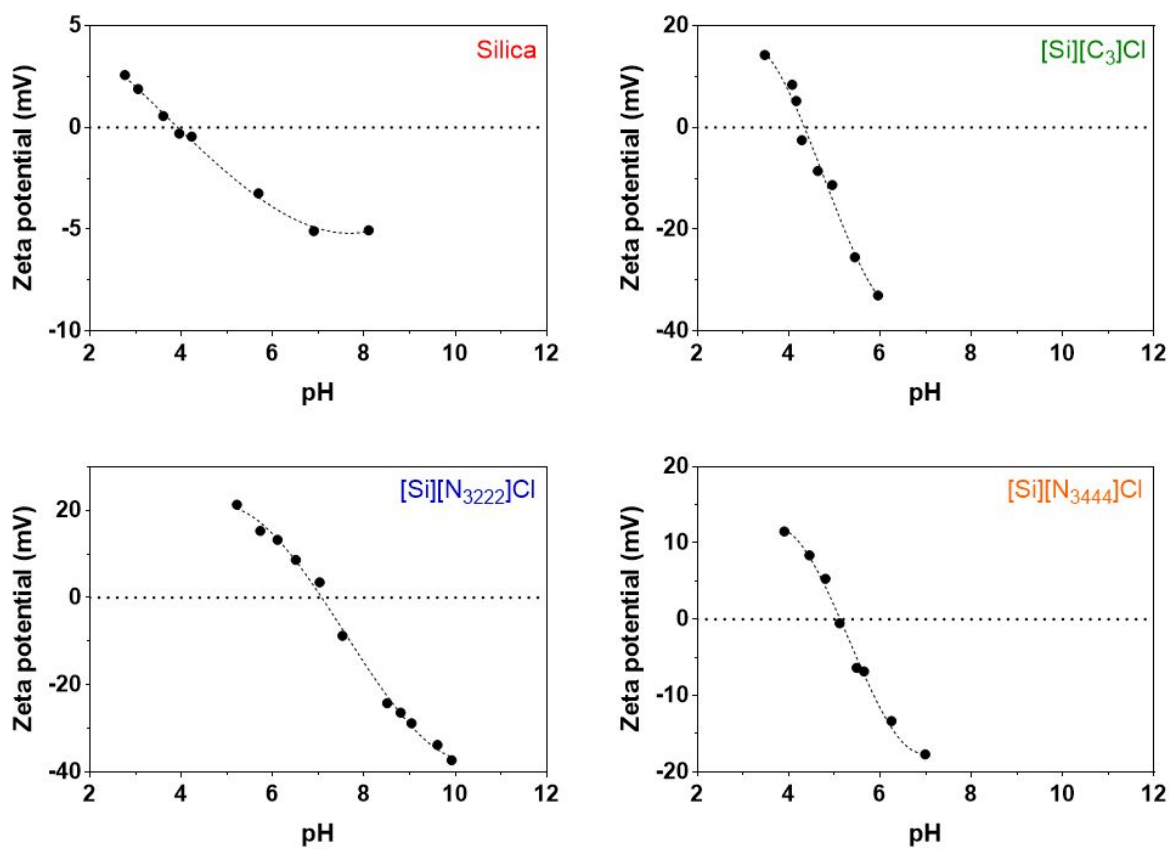 Silica
Zeta potential (mV)
5
0
-5
-10
2 4 6 8 10 12
pH
[Si][C₃]Cl
Zeta potential (mV)
20
0
-20
-40
2 4 6 8 10 12
pH
[Si][N₃₂₂₂]Cl
Zeta potential (mV)
20
0
-20
-40
2 4 6 8 10 12
pH
[Si][N₃₄₄₄]Cl
Zeta potential (mV)
20
10
0
-10
-20
2 4 6 8 10 12
pH